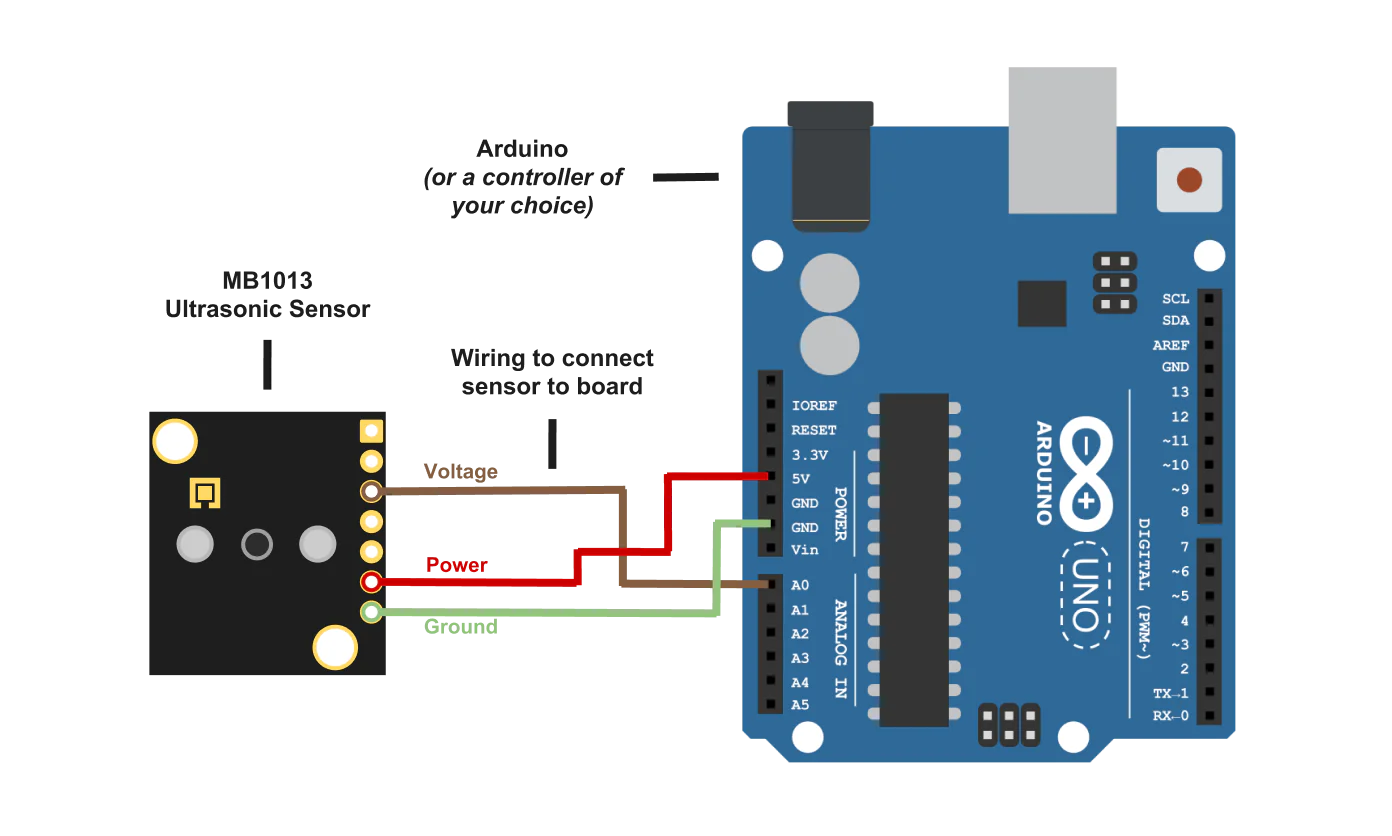 Arduino
(or a controller of
your choice)
MB1013
Ultrasonic Sensor
Wiring to connect
sensor to board
Voltage
Power
Ground
IOREF
RESET
3.3V
5V
GND
GND
Vin
POWER
A0
A1
A2
A3
A4
A5
ANALOG IN
SCL
SDA
AREF
GND
13
12
~11
~10
~9
8
7
~6
~5
4
~3
2
TX→1
RX←0
DIGITAL (PWM~)
ARDUINO
UNO